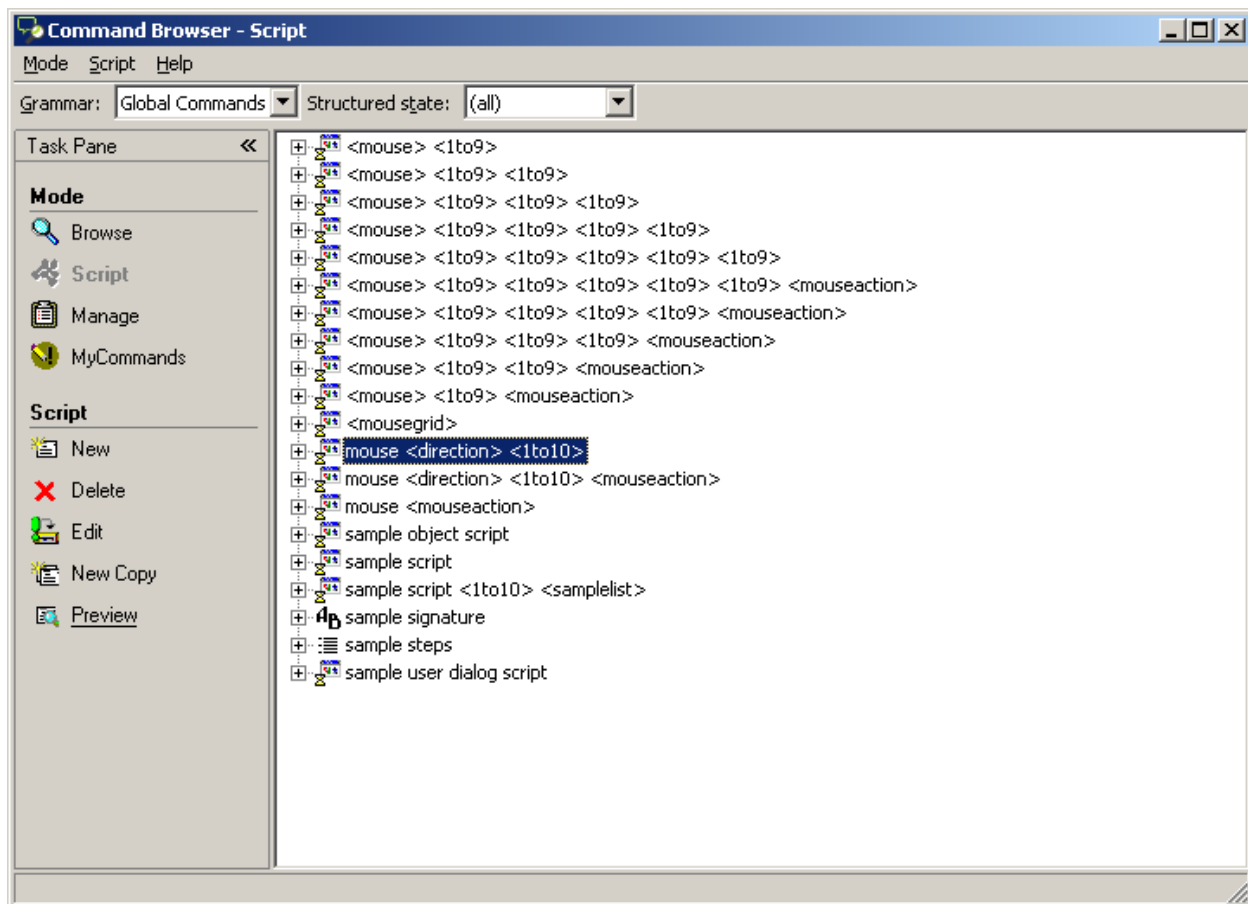 Command Browser - Script
Mode Script Help
Grammar: Global Commands Structured state: (all)
Task Pane «
Mode
Browse
Script
Manage
MyCommands
Script
New
Delete
Edit
New Copy
Preview
<mouse> <1to9>
<mouse> <1to9> <1to9>
<mouse> <1to9> <1to9> <1to9>
<mouse> <1to9> <1to9> <1to9> <1to9>
<mouse> <1to9> <1to9> <1to9> <1to9> <1to9>
<mouse> <1to9> <1to9> <1to9> <1to9> <1to9> <mouseaction>
<mouse> <1to9> <1to9> <1to9> <1to9> <mouseaction>
<mouse> <1to9> <1to9> <1to9> <mouseaction>
<mouse> <1to9> <1to9> <mouseaction>
<mouse> <1to9> <mouseaction>
<mousegrid>
mouse <direction> <1to10>
mouse <direction> <1to10> <mouseaction>
mouse <mouseaction>
sample object script
sample script
sample script <1to10> <samplelist>
sample signature
sample steps
sample user dialog script